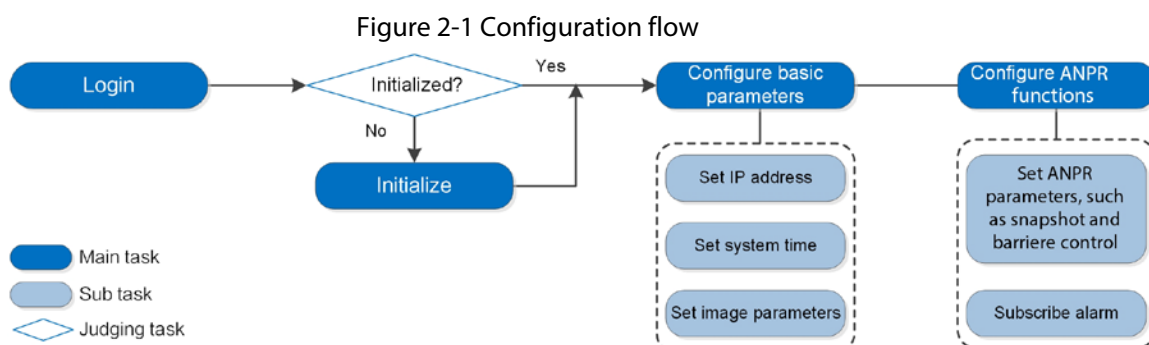 Figure 2-1 Configuration flow
Login
Initialized?
Yes
No
Initialize
Configure basic
parameters
Set IP address
Set system time
Set image parameters
Configure ANPR
functions
Set ANPR
parameters, such
as snapshot and
barriere control
Subscribe alarm
Main task
Sub task
Judging task